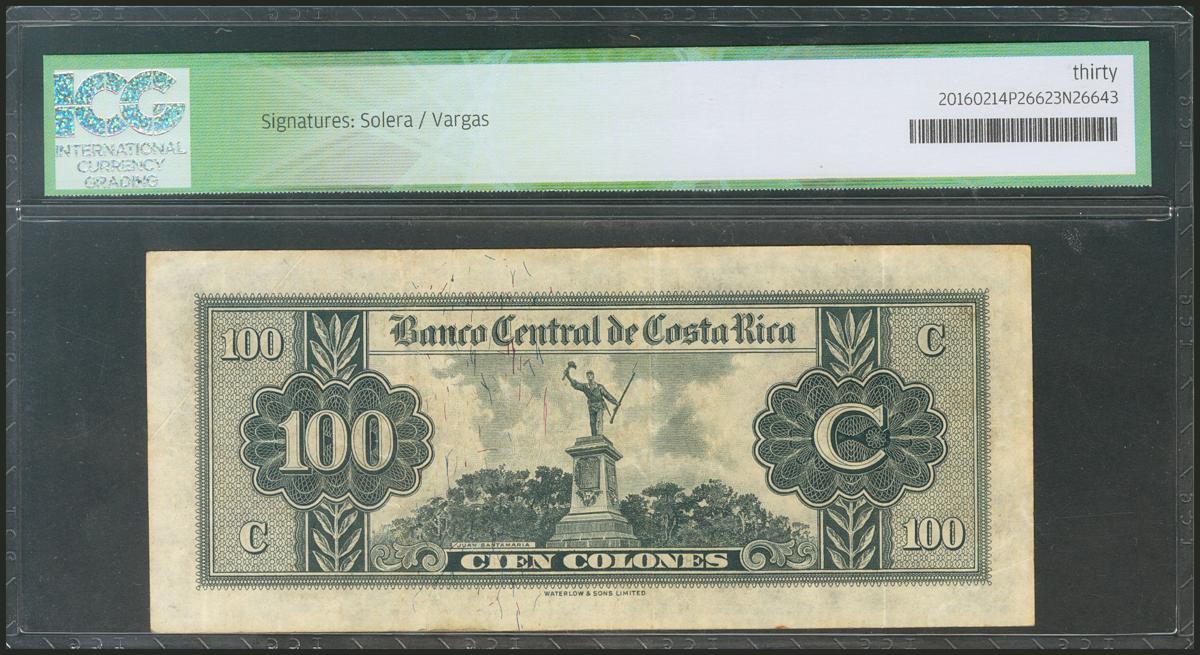 ICG
INTERNATIONAL
CURRENCY
GRADING
Signatures: Solera / Vargas
thirty
20160214P26623N26643
Banco Central de Costa Rica
100
C
100
C
C
100
JUAN SANTAMARIA
CIEN COLONES
WATERLOW & SONS LIMITED